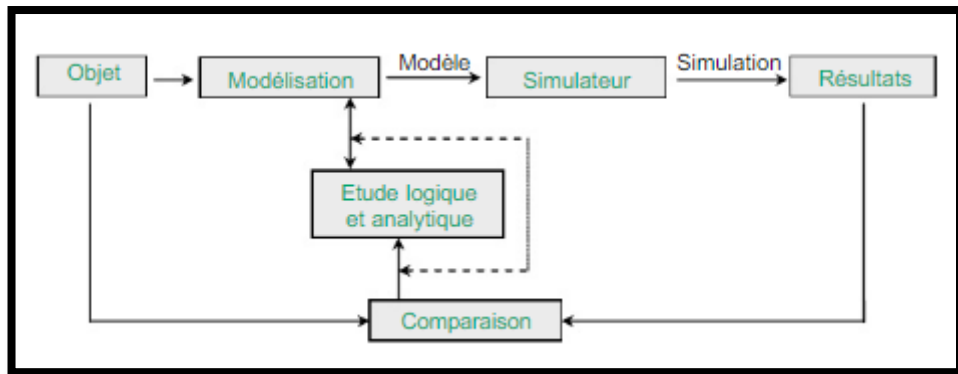 Objet
Modélisation
Modèle
Simulateur
Simulation
Résultats
Etude logique
et analytique
Comparaison